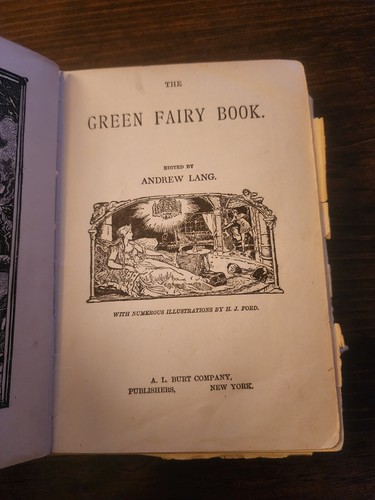 THE
GREEN FAIRY BOOK.
EDITED BY
ANDREW LANG.
WITH NUMEROUS ILLUSTRATIONS BY H. J. FORD.
A. L. BURT COMPANY,
PUBLISHERS, NEW YORK.